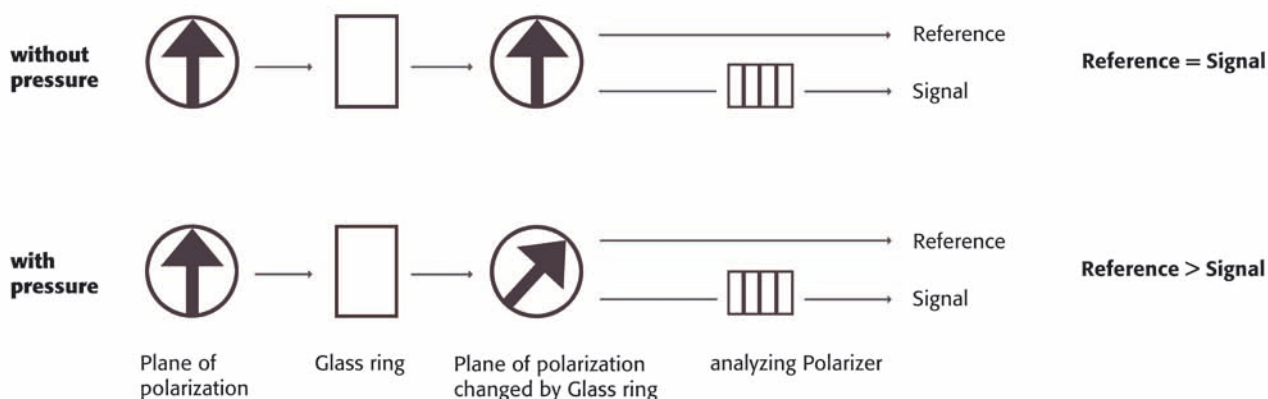 without
pressure
Reference
Signal
Reference = Signal
with
pressure
Reference
Signal
Reference > Signal
Plane of
polarization
Glass ring
Plane of polarization
changed by Glass ring
analyzing Polarizer